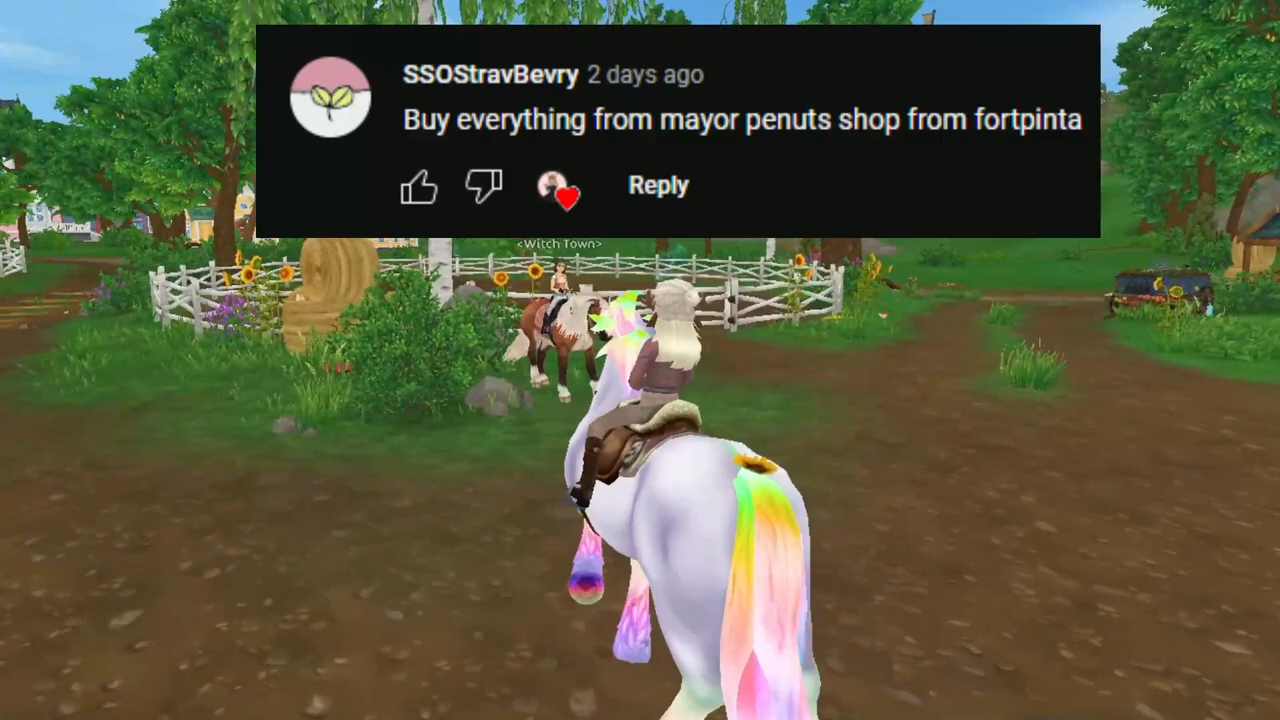 SSOStravBevry 2 days ago
Buy everything from mayor penuts shop from fortpinta
Reply
<Witch Town>